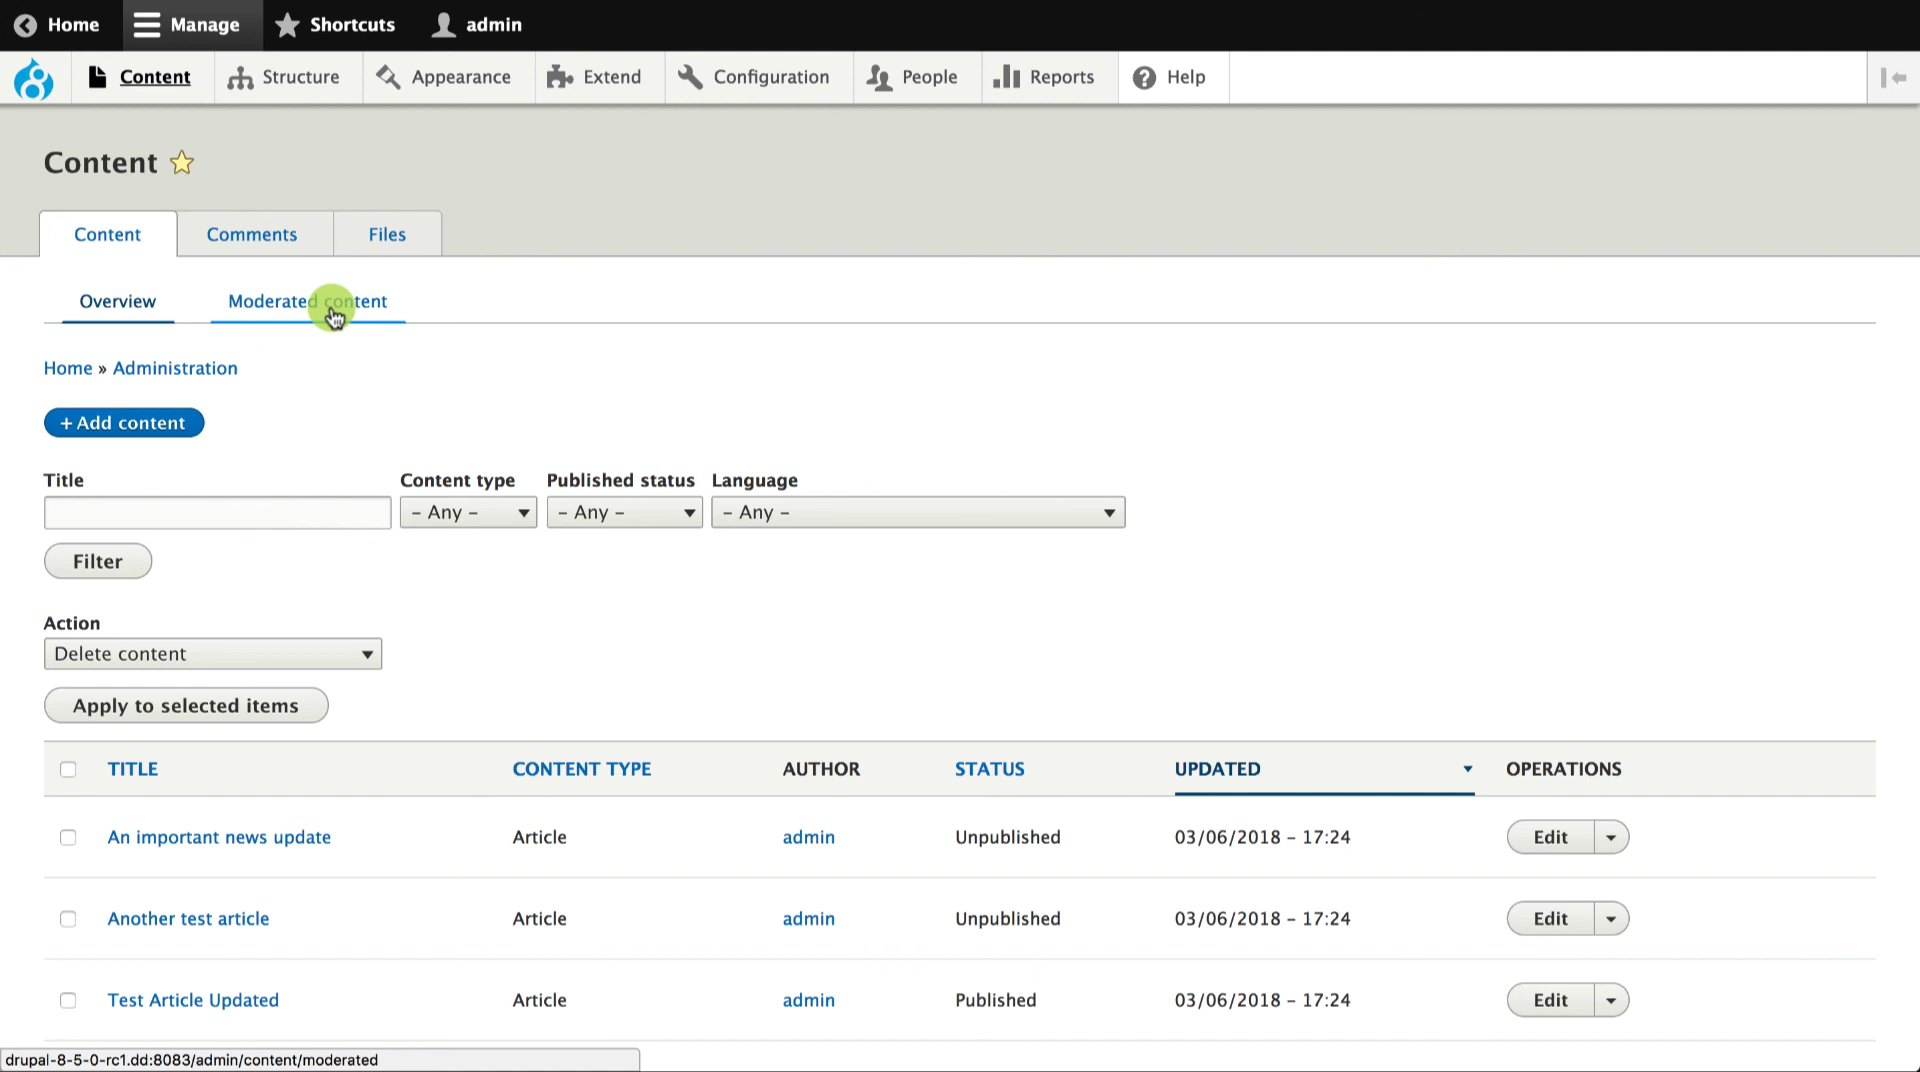 Home Manage Shortcuts admin
Content Structure Appearance Extend Configuration People Reports Help
Content
Content Comments Files
Overview Moderated content
Home » Administration
+ Add content
Title Content type Published status Language
- Any - - Any - - Any -
Filter
Action
Delete content
Apply to selected items
TITLE CONTENT TYPE AUTHOR STATUS UPDATED OPERATIONS
An important news update Article admin Unpublished 03/06/2018 - 17:24 Edit
Another test article Article admin Unpublished 03/06/2018 - 17:24 Edit
Test Article Updated Article admin Published 03/06/2018 - 17:24 Edit
drupal-8-5-0-rc1.dd:8083/admin/content/moderated